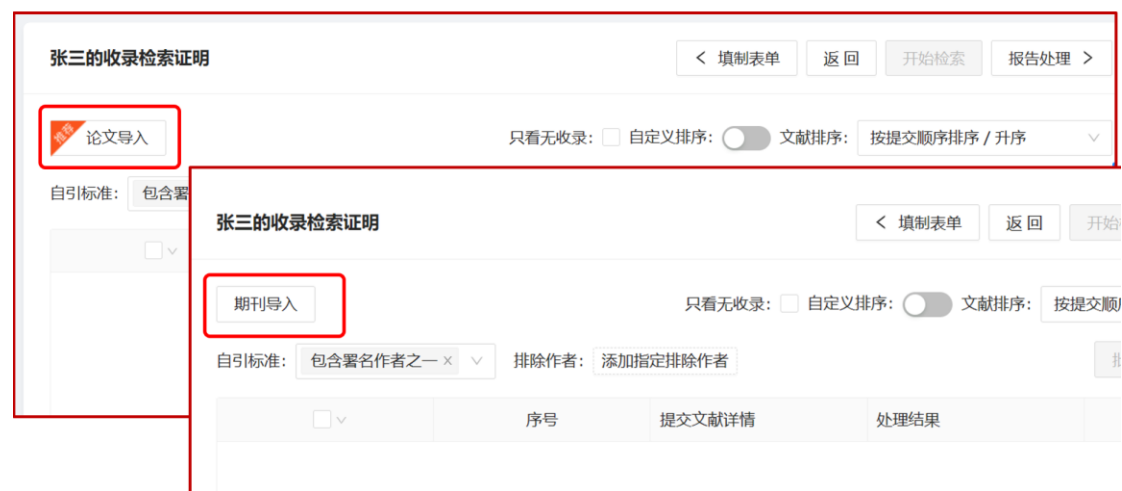 张三的收录检索证明
填制表单 返 回 开始检索 报告处理
推荐 论文导入
只看无收录: 自定义排序: 文献排序: 按提交顺序排序 / 升序
自引标准: 包含署
张三的收录检索证明
填制表单 返 回 开始
期刊导入
只看无收录: 自定义排序: 文献排序: 按提交顺
自引标准: 包含署名作者之一 × 排除作者: 添加指定排除作者
序号 提交文献详情 处理结果